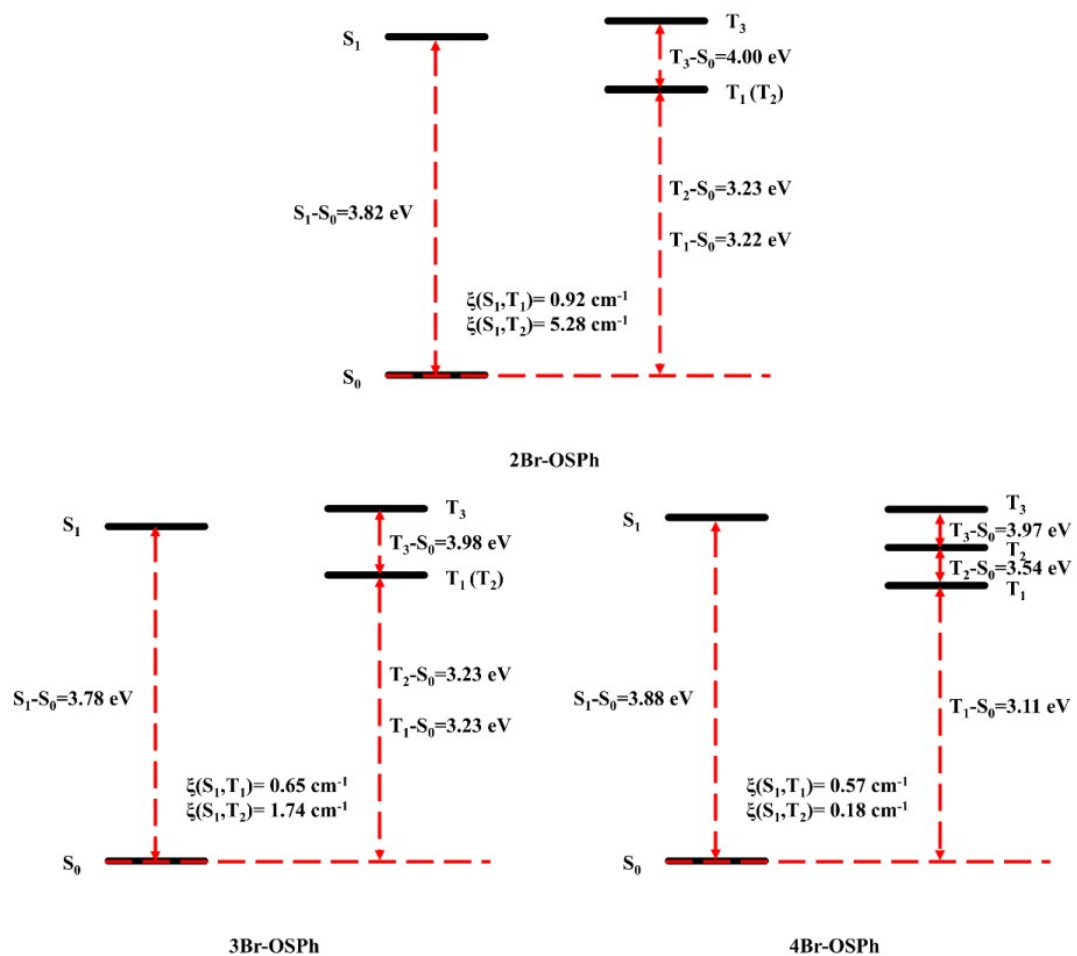 T₃
S₁
T₃-S₀=4.00 eV
T₁ (T₂)
T₂-S₀=3.23 eV
S₁-S₀=3.82 eV
T₁-S₀=3.22 eV
ξ(S₁,T₁)= 0.92 cm⁻¹
ξ(S₁,T₂)= 5.28 cm⁻¹
S₀
2Br-OSPh
T₃
S₁
T₃-S₀=3.98 eV
T₁ (T₂)
T₂-S₀=3.23 eV
S₁-S₀=3.78 eV
T₁-S₀=3.23 eV
ξ(S₁,T₁)= 0.65 cm⁻¹
ξ(S₁,T₂)= 1.74 cm⁻¹
S₀
3Br-OSPh
T₃
S₁
T₃-S₀=3.97 eV
T₂
T₂-S₀=3.54 eV
T₁
S₁-S₀=3.88 eV
T₁-S₀=3.11 eV
ξ(S₁,T₁)= 0.57 cm⁻¹
ξ(S₁,T₂)= 0.18 cm⁻¹
S₀
4Br-OSPh